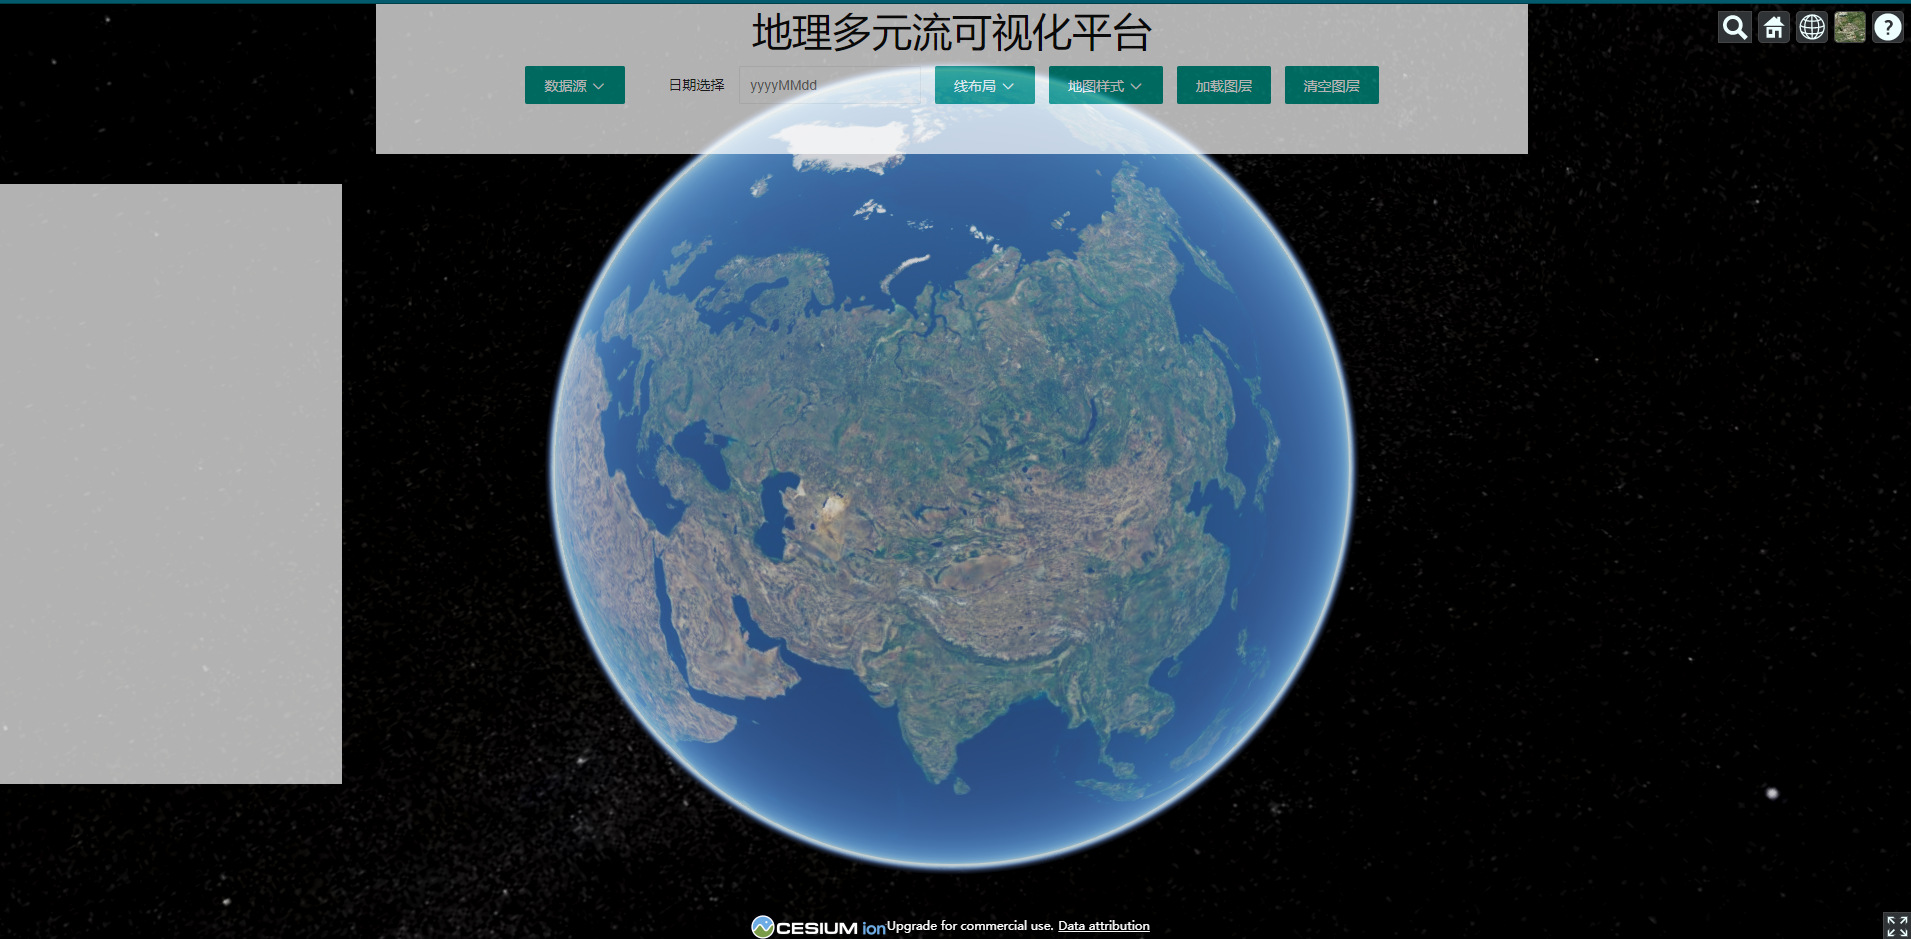 地理多元流可视化平台
数据源 日期选择 yyyyMMdd 线布局 地图样式 加载图层 清空图层
?
CESIUM ion Upgrade for commercial use. Data attribution